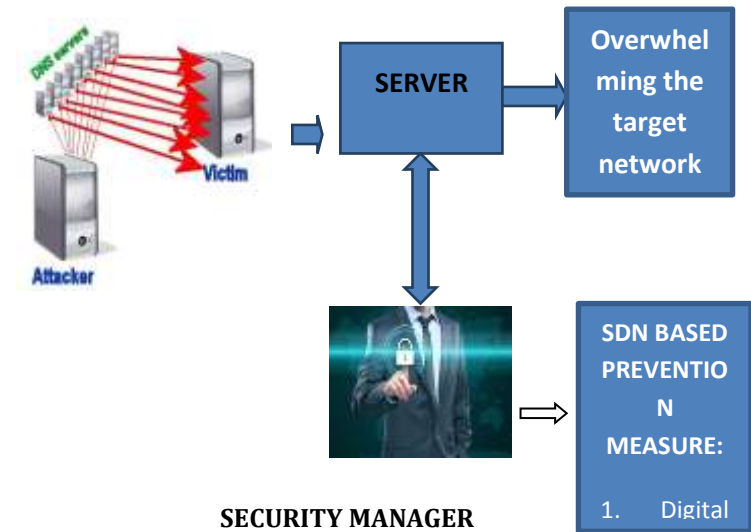 DNS servers
Victim
Attacker
SERVER
Overwhel
ming the
target
network
SDN BASED
PREVENTIO
N
MEASURE:
1. Digital
SECURITY MANAGER